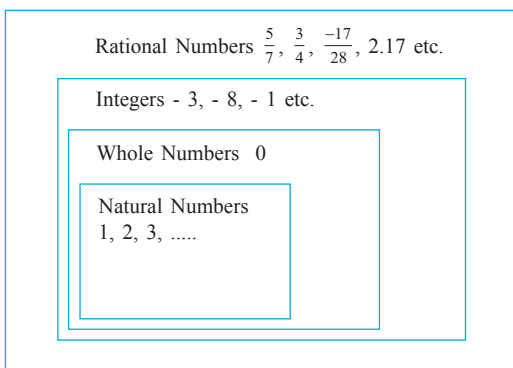 Rational Numbers 5/7, 3/4, -17/28, 2.17 etc.
Integers - 3, - 8, - 1 etc.
Whole Numbers 0
Natural Numbers
1, 2, 3, .....